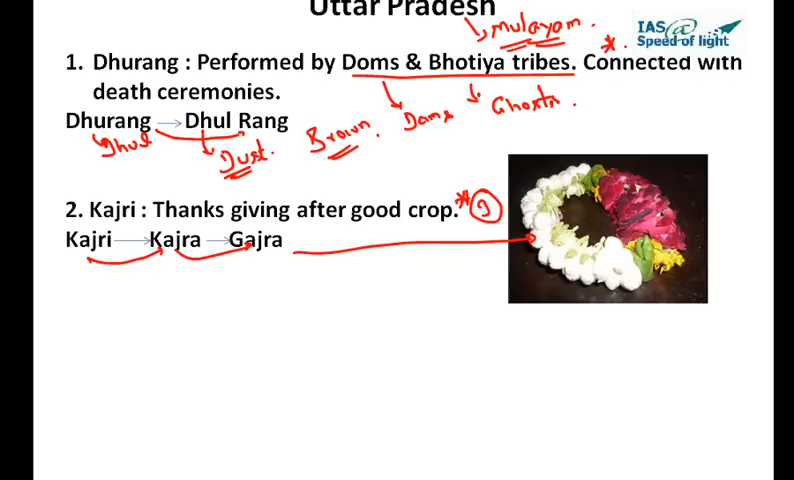 Uttar Pradesh
Mulayam.
IAS@
Speed of light
1. Dhurang : Performed by Doms & Bhotiya tribes. Connected with
death ceremonies.
Dhurang → Dhul Rang
Dhul
Dust.
Brown.
Doms
Ghosts.
2. Kajri : Thanks giving after good crop.
Kajri → Kajra → Gajra